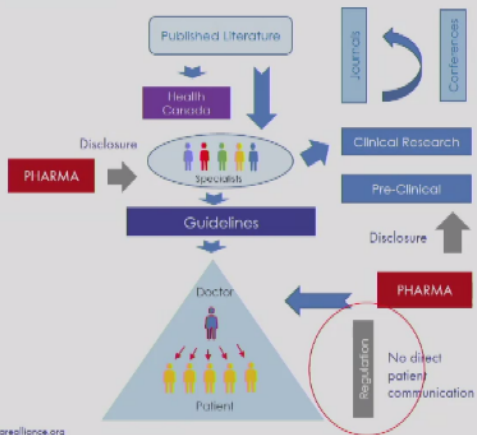 Published Literature
Journals
Conferences
Health
Canada
Disclosure
Clinical Research
PHARMA
Specialists
Pre-Clinical
Guidelines
Disclosure
Doctor
PHARMA
Regulation
No direct
patient
communication
Patient
arealliance.org